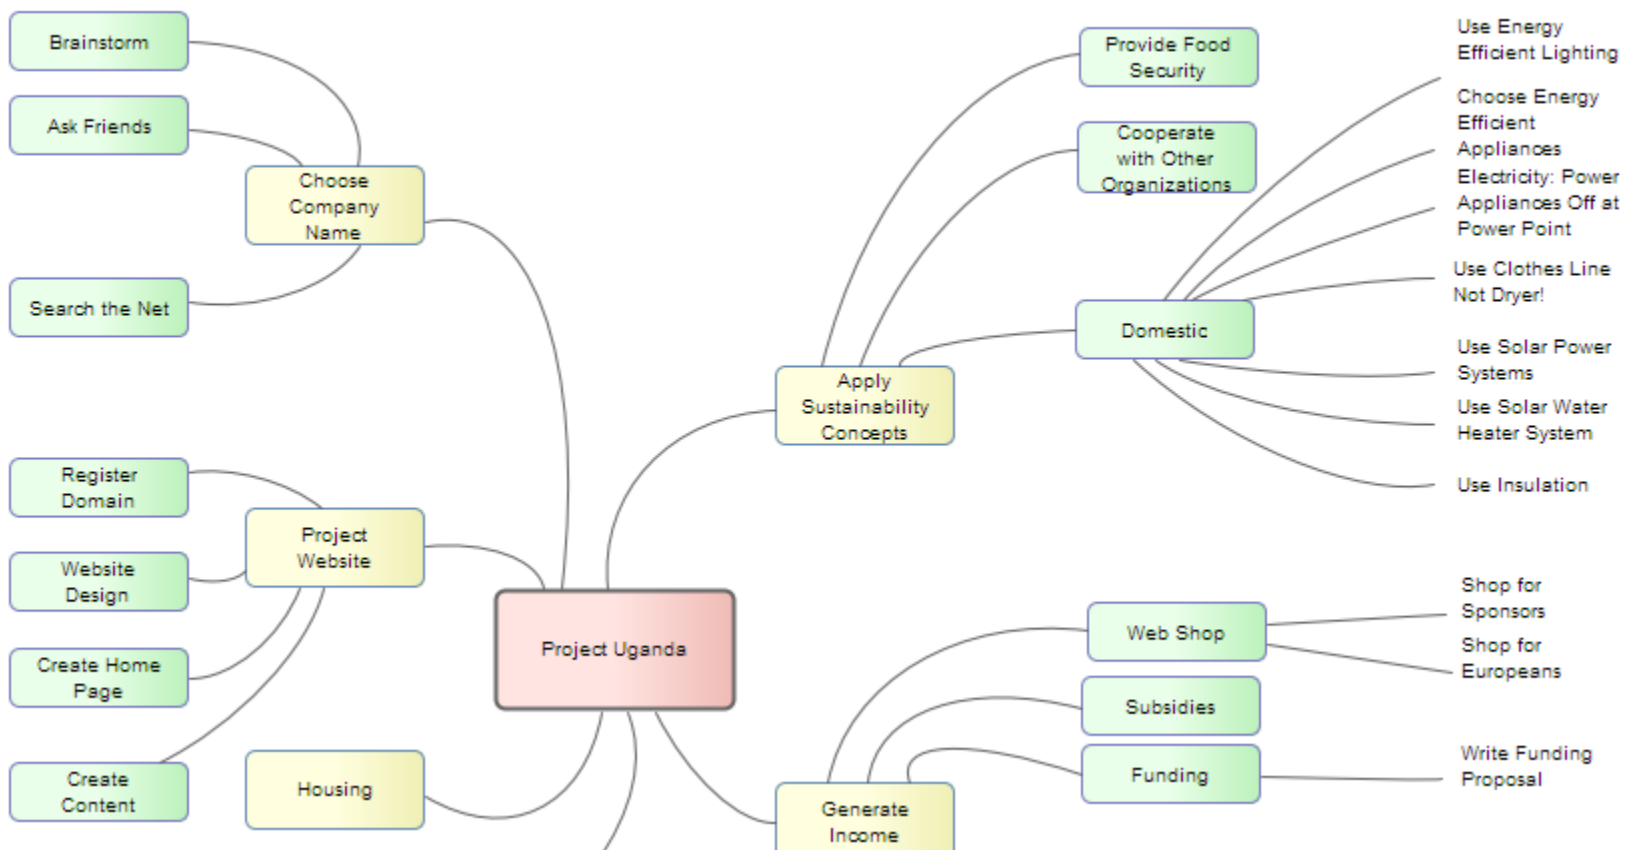 Brainstorm
Ask Friends
Choose
Company
Name
Search the Net
Register
Domain
Project
Website
Website
Design
Create Home
Page
Create
Content
Housing
Project Uganda
Provide Food
Security
Cooperate
with Other
Organizations
Apply
Sustainability
Concepts
Domestic
Use Energy
Efficient Lighting
Choose Energy
Efficient
Appliances
Electricity: Power
Appliances Off at
Power Point
Use Clothes Line
Not Dryer!
Use Solar Power
Systems
Use Solar Water
Heater System
Use Insulation
Web Shop
Shop for
Sponsors
Shop for
Europeans
Subsidies
Funding
Write Funding
Proposal
Generate
Income